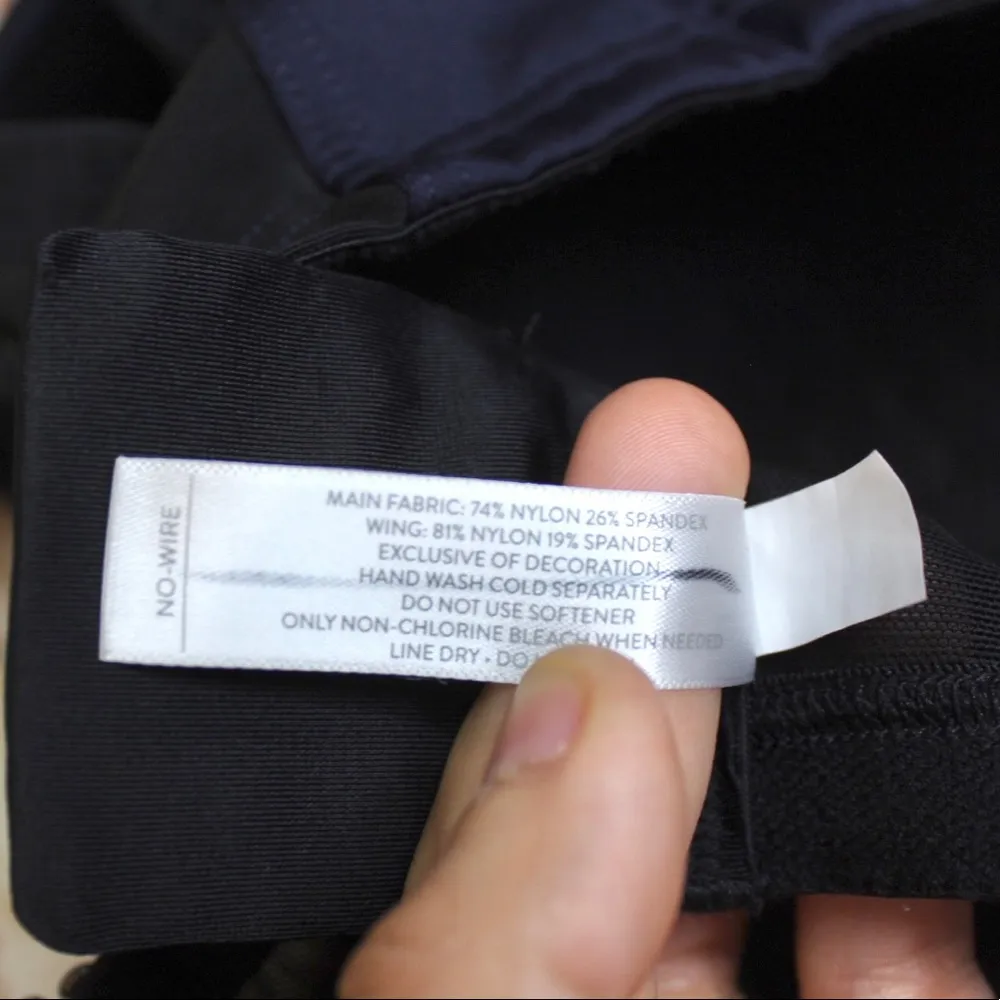 NO-WIRE
MAIN FABRIC: 74% NYLON 26% SPANDEX
WING: 81% NYLON 19% SPANDEX
EXCLUSIVE OF DECORATION
HAND WASH COLD SEPARATELY
DO NOT USE SOFTENER
ONLY NON-CHLORINE BLEACH WHEN NEEDED
LINE DRY • DO